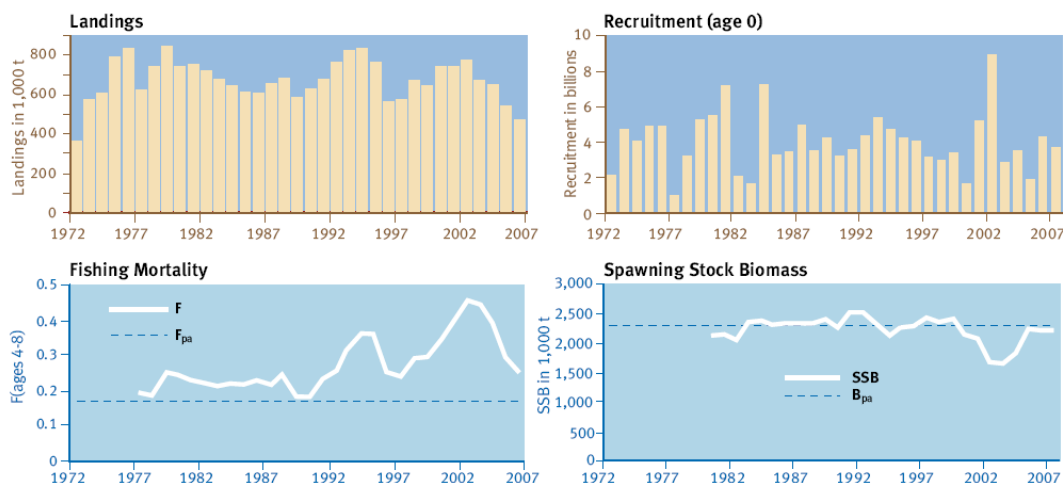 Landings
Landings in 1,000 t
800
600
400
200
0
1972 1977 1982 1987 1992 1997 2002 2007
Recruitment (age 0)
Recruitment in billions
10
8
6
4
2
0
1972 1977 1982 1987 1992 1997 2002 2007
Fishing Mortality
F(ages 4-8)
0.5
0.4
0.3
0.2
0.1
0
F
Fpa
1972 1977 1982 1987 1992 1997 2002 2007
Spawning Stock Biomass
SSB in 1,000 t
3,000
2,500
2,000
1,500
1,000
500
0
SSB
Bpa
1972 1977 1982 1987 1992 1997 2002 2007